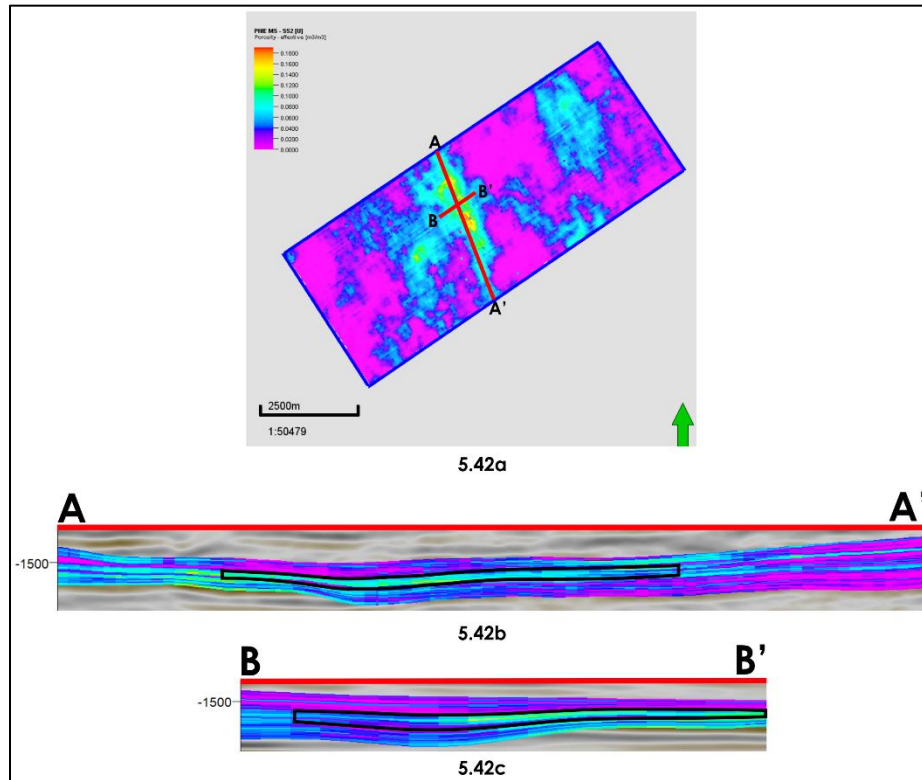 PIHE M5 - SS2 [U]
Porosity - effective [m3/m3]
0.1800
0.1600
0.1400
0.1200
0.1000
0.0800
0.0600
0.0400
0.0200
0.0000
A
B'
B
A'
2500m
1:50479
5.42a
A
A'
-1500
5.42b
B
B'
-1500
5.42c